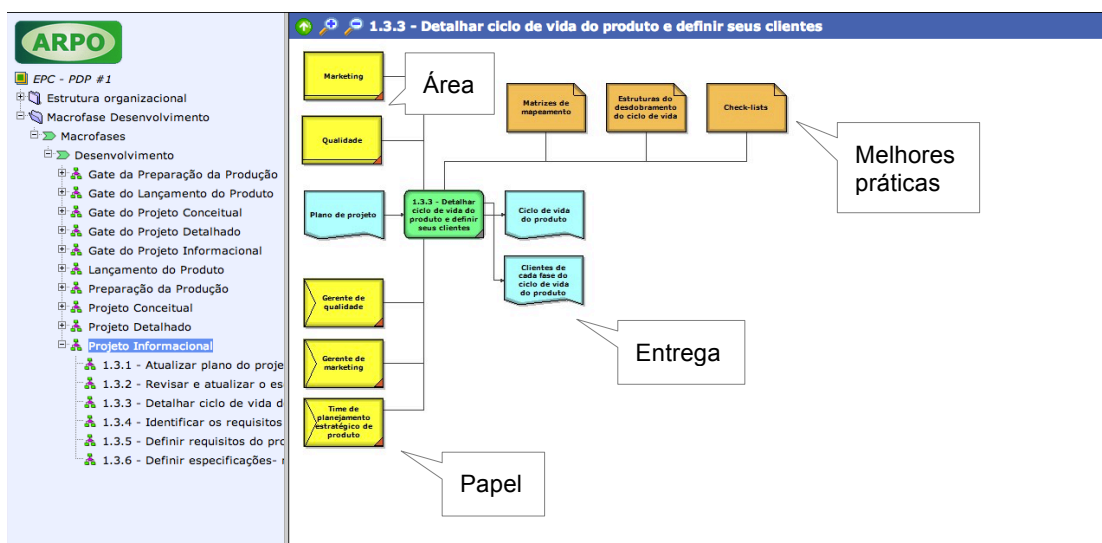 ARPO
EPC - PDP #1
Estrutura organizacional
Macrofase Desenvolvimento
Macrofases
Desenvolvimento
Gate da Preparação da Produção
Gate do Lançamento do Produto
Gate do Projeto Conceitual
Gate do Projeto Detalhado
Gate do Projeto Informacional
Lançamento do Produto
Preparação da Produção
Projeto Conceitual
Projeto Detalhado
Projeto Informacional
1.3.1 - Atualizar plano do proje
1.3.2 - Revisar e atualizar o es
1.3.3 - Detalhar ciclo de vida d
1.3.4 - Identificar os requisitos
1.3.5 - Definir requisitos do pro
1.3.6 - Definir especificações-
1.3.3 - Detalhar ciclo de vida do produto e definir seus clientes
Marketing
Área
Matrizes de
mapeamento
Estruturas do
desdobramento
do ciclo de vida
Check-lists
Qualidade
Melhores
práticas
Plano de projeto
1.3.3 - Detalhar
ciclo de vida do
produto e definir
seus clientes
Ciclo de vida
do produto
Clientes de
cada fase do
ciclo de vida
do produto
Gerente de
qualidade
Entrega
Gerente de
marketing
Time de
planejamento
estratégico de
produto
Papel